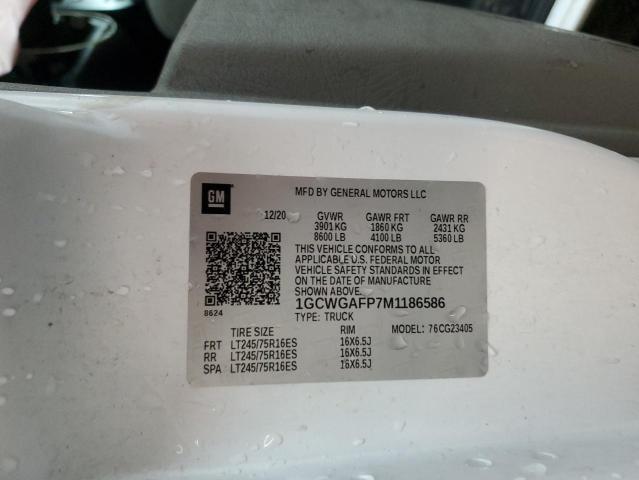 GM
MFD BY GENERAL MOTORS LLC
12/20 GVWR GAWR FRT GAWR RR
3901 KG 1860 KG 2431 KG
8600 LB 4100 LB 5360 LB
THIS VEHICLE CONFORMS TO ALL
APPLICABLE U.S. FEDERAL MOTOR
VEHICLE SAFETY STANDARDS IN EFFECT
ON THE DATE OF MANUFACTURE
SHOWN ABOVE.
1GCWGAFP7M1186586
8624 TYPE: TRUCK
TIRE SIZE RIM MODEL: 76CG23405
FRT LT245/75R16ES 16X6.5J
RR LT245/75R16ES 16X6.5J
SPA LT245/75R16ES 16X6.5J